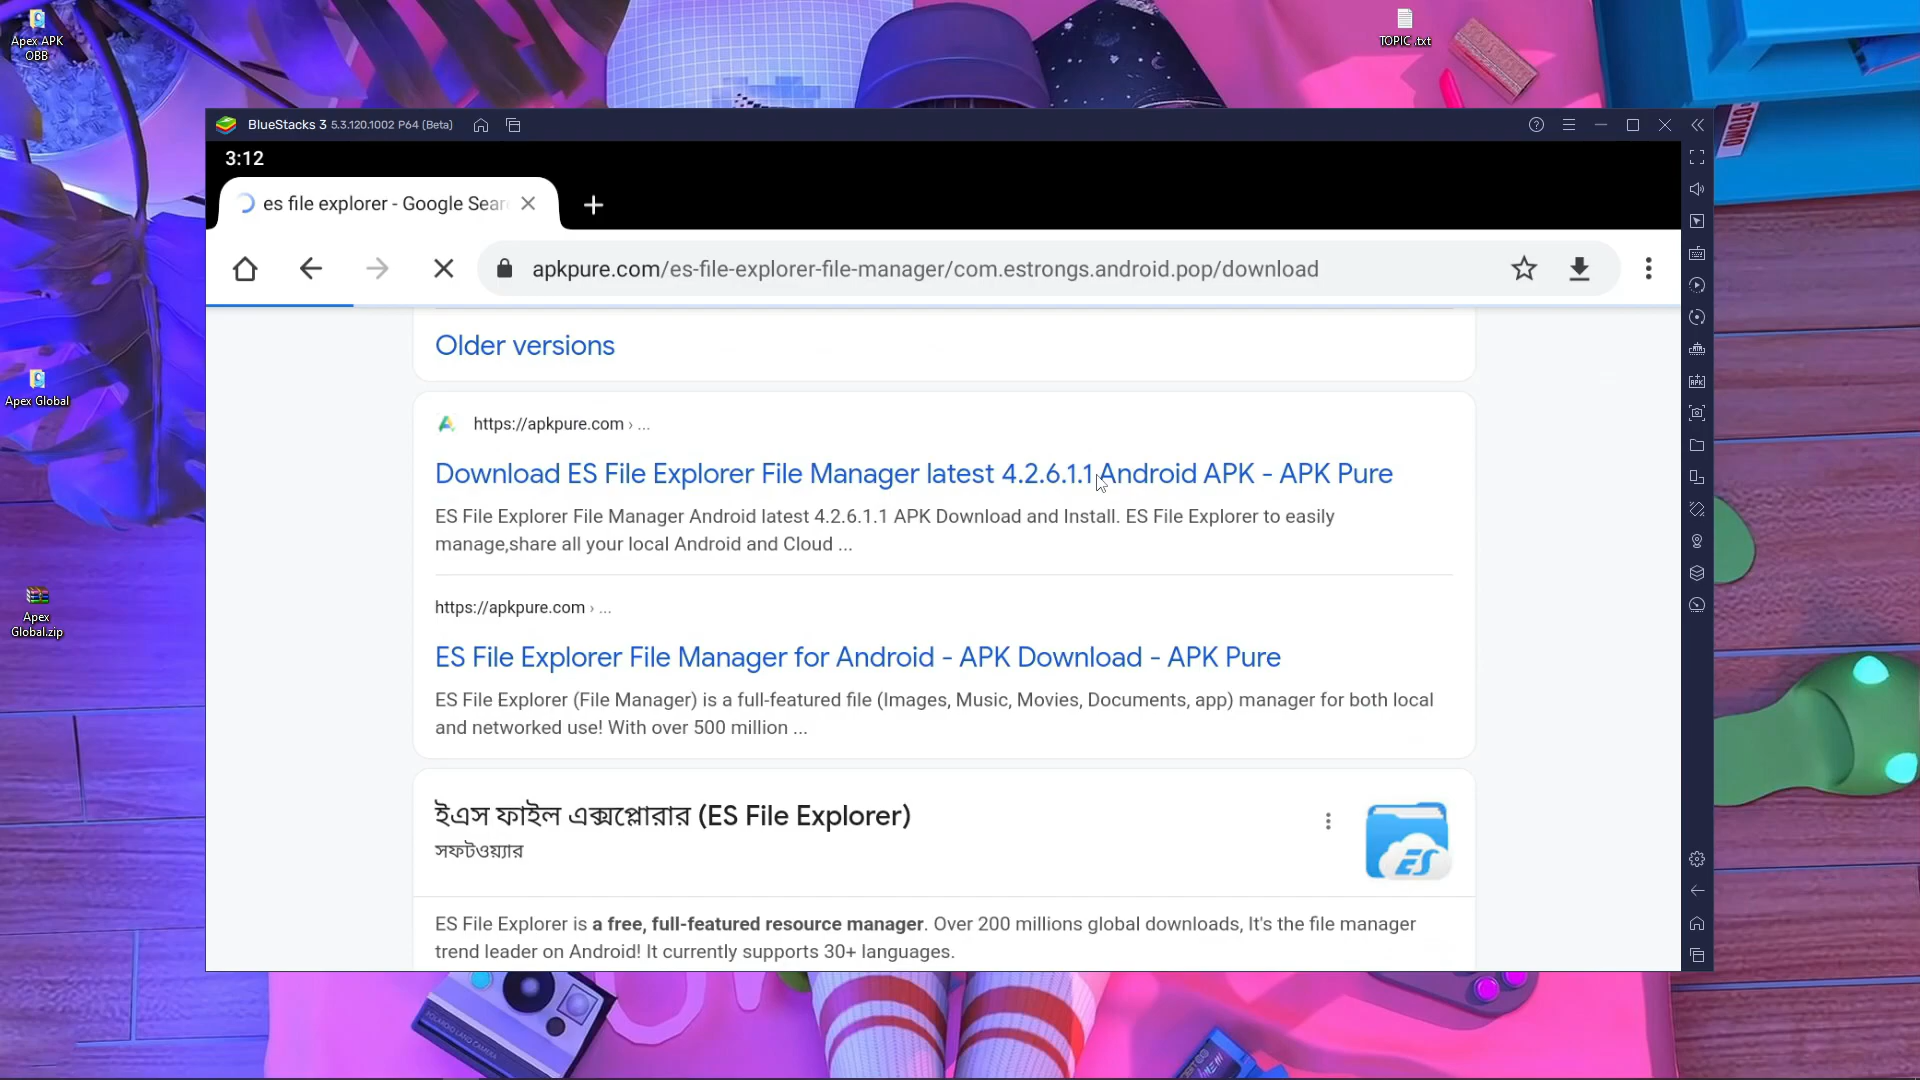 Apex APK
OBB
TOPIC .txt
BlueStacks 3 5.3.120.1002 P64 (Beta)
3:12
es file explorer - Google Sear
apkpure.com/es-file-explorer-file-manager/com.estrongs.android.pop/download
Older versions
https://apkpure.com › ...
Download ES File Explorer File Manager latest 4.2.6.1.1 Android APK - APK Pure
ES File Explorer File Manager Android latest 4.2.6.1.1 APK Download and Install. ES File Explorer to easily
manage,share all your local Android and Cloud ...
https://apkpure.com › ...
ES File Explorer File Manager for Android - APK Download - APK Pure
ES File Explorer (File Manager) is a full-featured file (Images, Music, Movies, Documents, app) manager for both local
and networked use! With over 500 million ...
ইএস ফাইল এক্সপ্লোরার (ES File Explorer)
সফটওয়্যার
ES
ES File Explorer is a free, full-featured resource manager. Over 200 millions global downloads, It's the file manager
trend leader on Android! It currently supports 30+ languages.
Apex Global
Apex
Global.zip
OTOMO
POLAROID LAND CAMERA